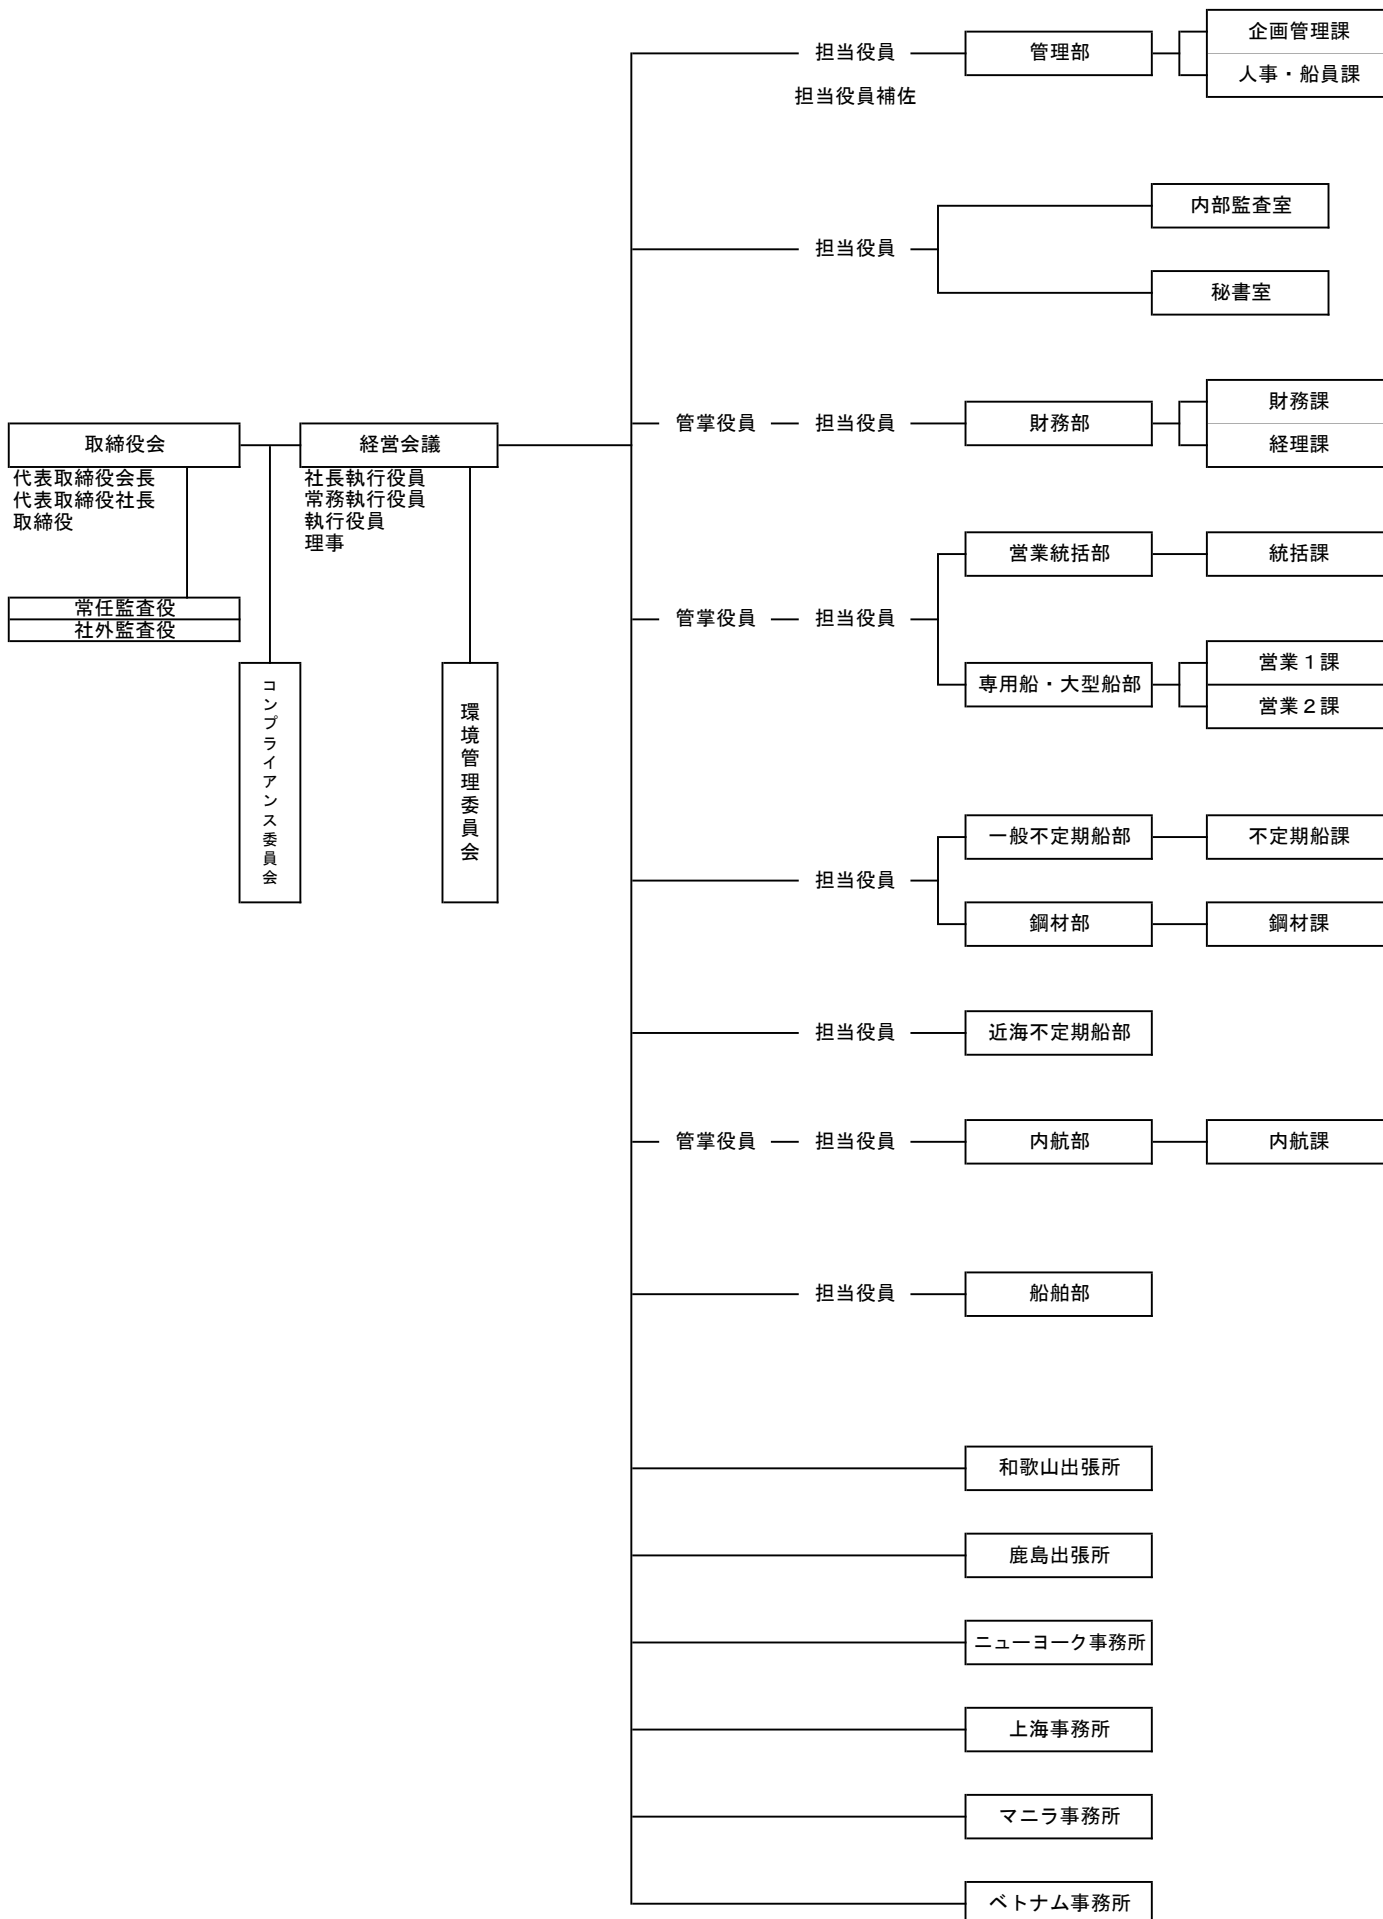 担当役員
管理部
企画管理課
人事・船員課
担当役員補佐
内部監査室
担当役員
秘書室
管掌役員
担当役員
財務部
財務課
経理課
取締役会
代表取締役会長
代表取締役社長
取締役
常任監査役
社外監査役
コンプライアンス委員会
経営会議
社長執行役員
常務執行役員
執行役員
理事
環境管理委員会
営業統括部
統括課
管掌役員
担当役員
専用船・大型船部
営業１課
営業２課
一般不定期船部
不定期船課
担当役員
鋼材部
鋼材課
担当役員
近海不定期船部
管掌役員
担当役員
内航部
内航課
担当役員
船舶部
和歌山出張所
鹿島出張所
ニューヨーク事務所
上海事務所
マニラ事務所
ベトナム事務所